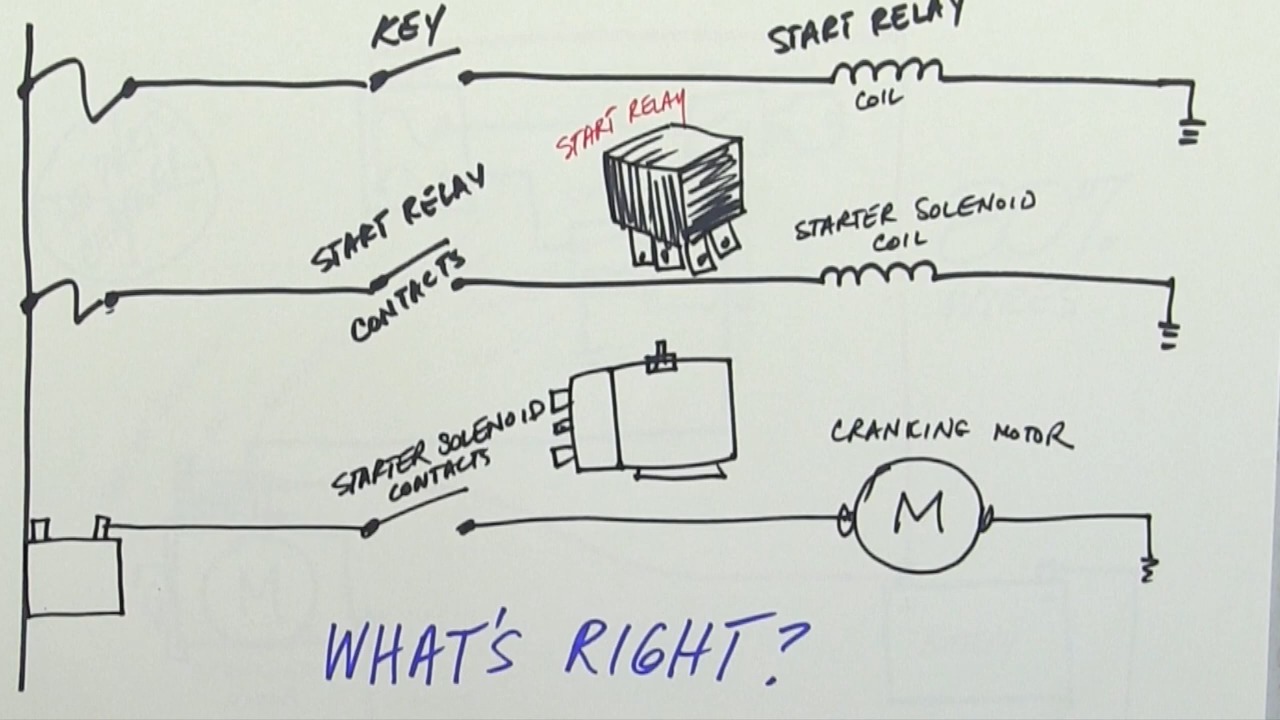 KEY
START RELAY
COIL
START RELAY
START RELAY
CONTACTS
STARTER SOLENOID
COIL
STARTER SOLENOID
CONTACTS
CRANKING MOTOR
M
WHAT'S RIGHT?